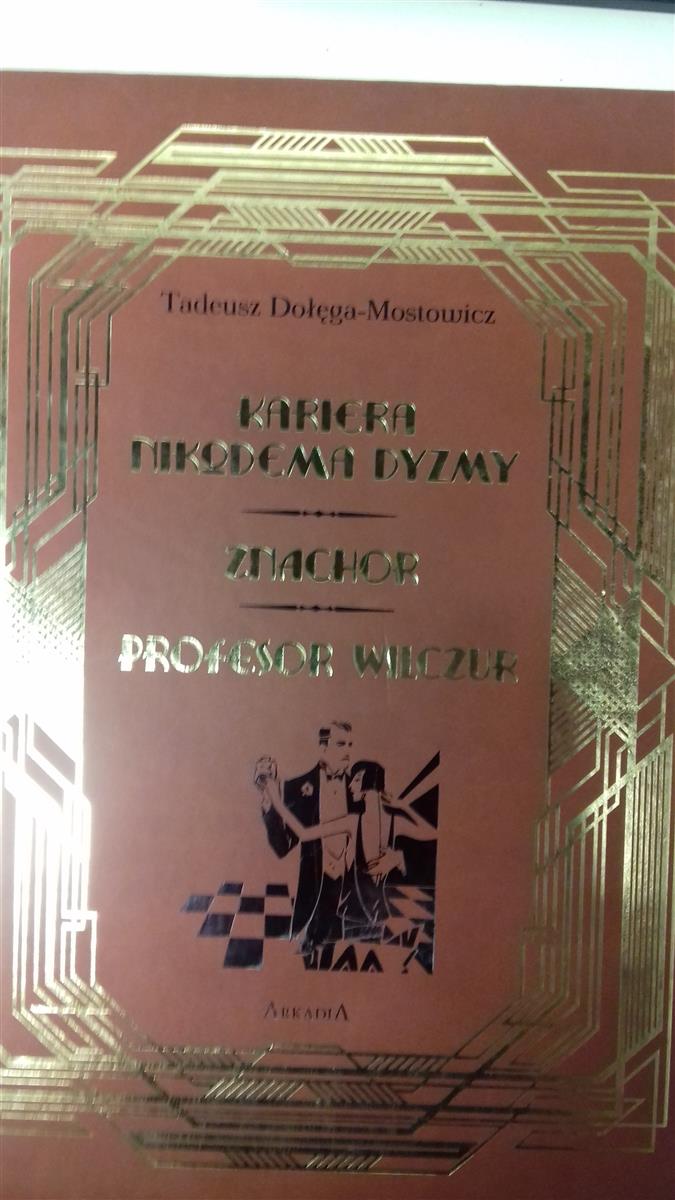 Tadeusz Dołęga-Mostowicz
KARIERA
NIKODEMA DYZMY
ZNACHOR
PROFESOR WILCZUR
ARKADIA